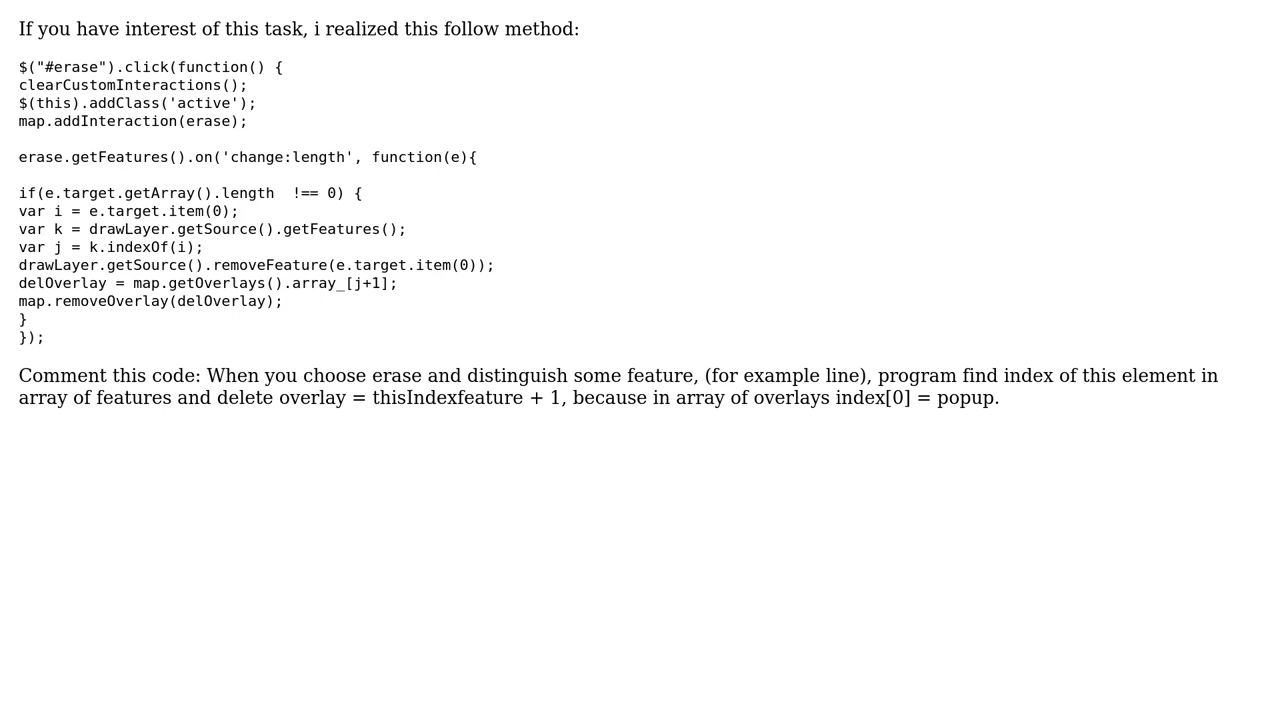 If you have interest of this task, i realized this follow method:
$("#erase").click(function() {
clearCustomInteractions();
$(this).addClass('active');
map.addInteraction(erase);
erase.getFeatures().on('change:length', function(e){
if(e.target.getArray().length  !== 0) {
var i = e.target.item(0);
var k = drawLayer.getSource().getFeatures();
var j = k.indexOf(i);
drawLayer.getSource().removeFeature(e.target.item(0));
delOverlay = map.getOverlays().array_[j+1];
map.removeOverlay(delOverlay);
}
});
Comment this code: When you choose erase and distinguish some feature, (for example line), program find index of this element in
array of features and delete overlay = thisIndexfeature + 1, because in array of overlays index[0] = popup.